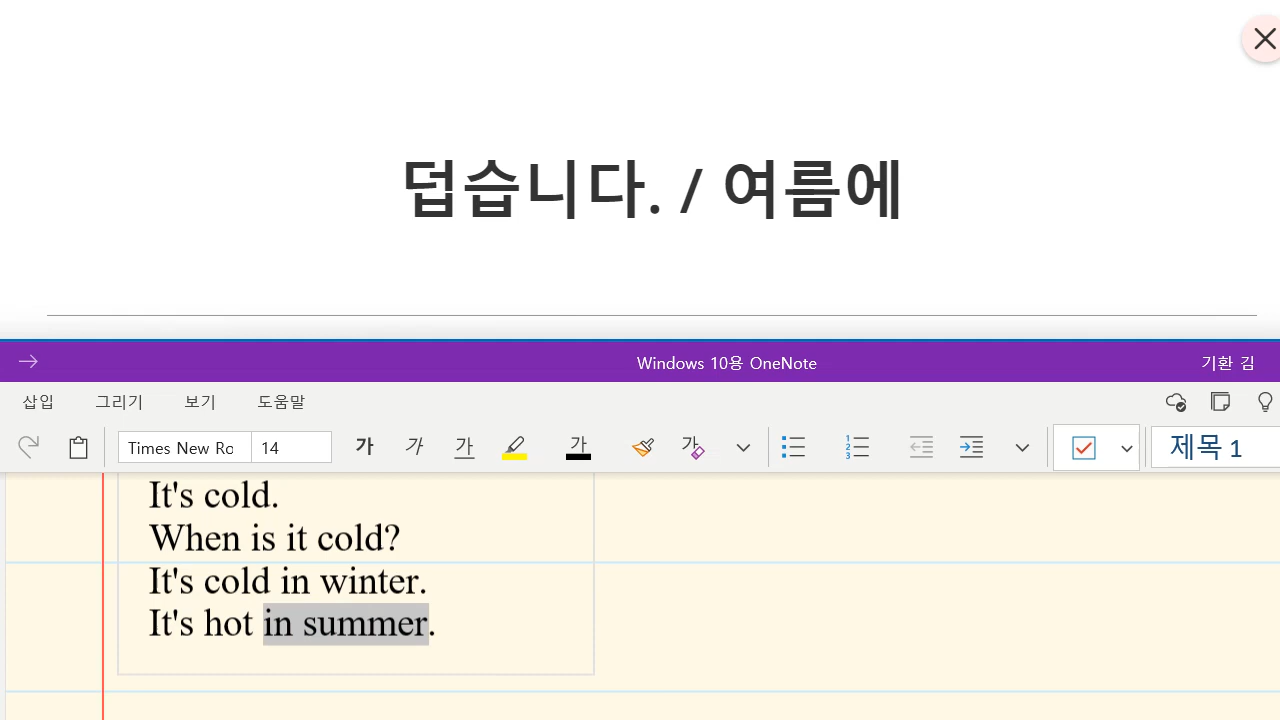 덥습니다. / 여름에
Windows 10용 OneNote
기환 김
삽입 그리기 보기 도움말
Times New Ro 14 가 가 가 가 가 제목 1
It's cold.
When is it cold?
It's cold in winter.
It's hot in summer.